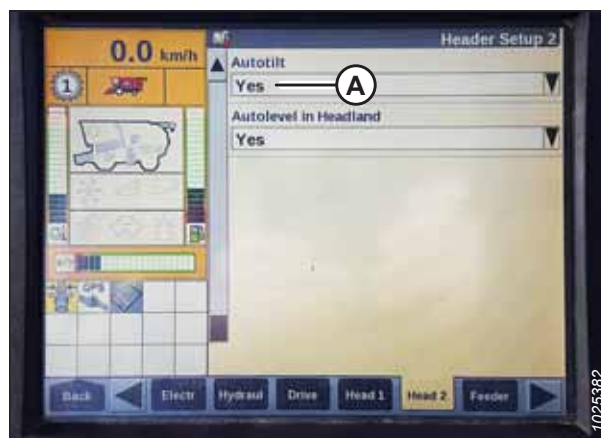 0.0 km/h
Header Setup 2
1
Autotilt
Yes
A
Autolevel in Headland
Yes
GPS
Back
Electr
Hydraul
Drive
Head 1
Head 2
Feeder
1025382